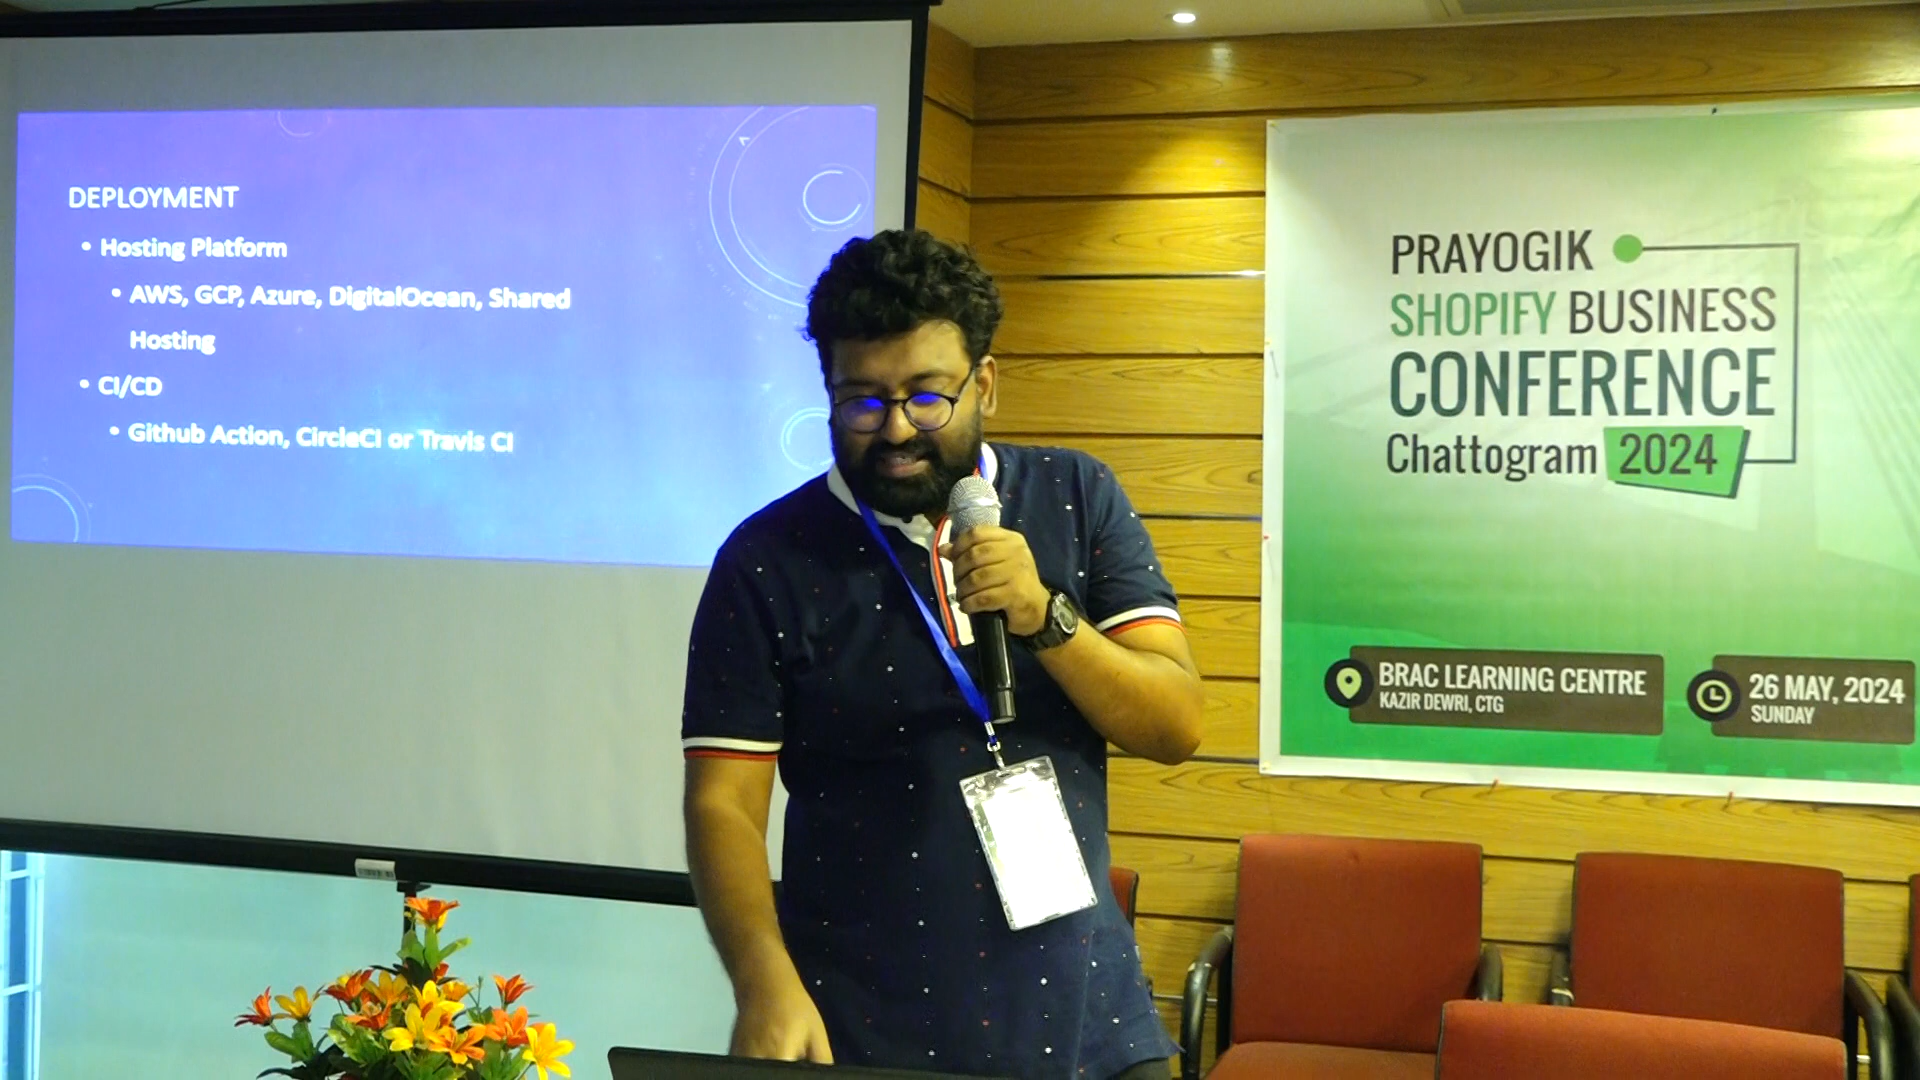 DEPLOYMENT
• Hosting Platform
• AWS, GCP, Azure, DigitalOcean, Shared
Hosting
• CI/CD
• Github Action, CircleCI or Travis CI
PRAYOGIK
SHOPIFY BUSINESS
CONFERENCE
Chattogram 2024
BRAC LEARNING CENTRE
KAZIR DEWRI, CTG
26 MAY, 2024
SUNDAY